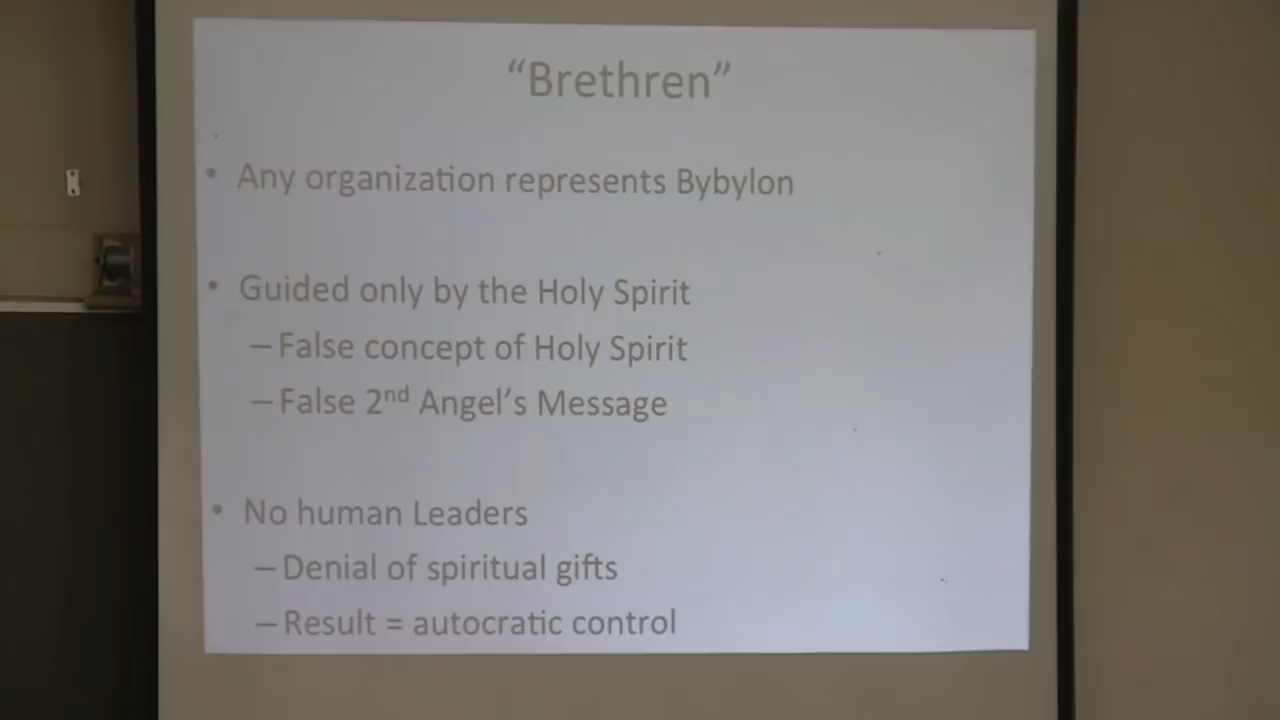 “Brethren”
• Any organization represents Bybylon
• Guided only by the Holy Spirit
– False concept of Holy Spirit
– False 2nd Angel’s Message
• No human Leaders
– Denial of spiritual gifts
– Result = autocratic control